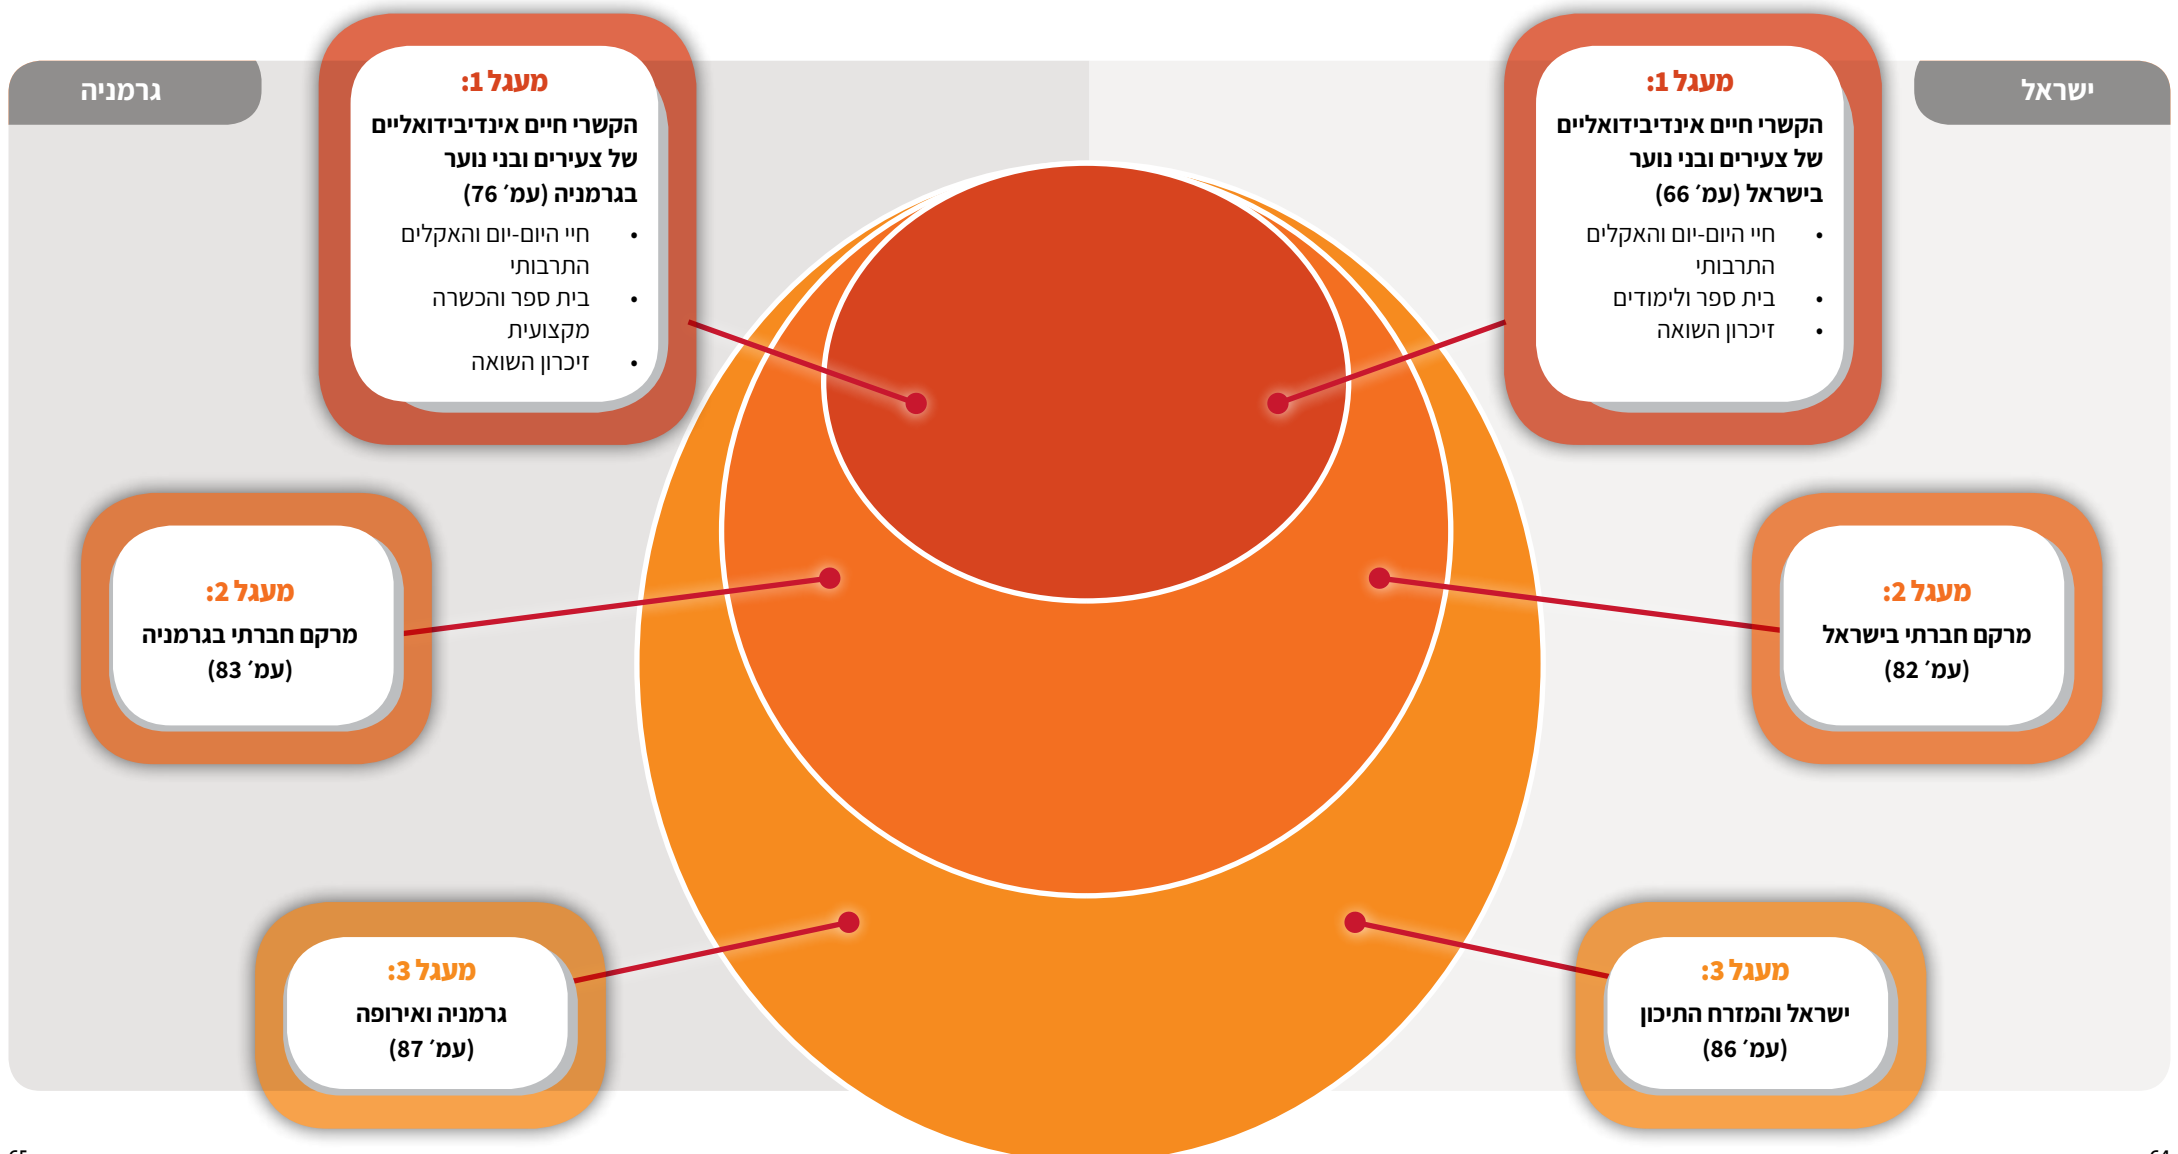 ישראל
מעגל 1:
הקשרי חיים אינדיבידואליים
של צעירים ובני נוער
בישראל (עמ׳ 66)
• חיי היום-יום והאקלים
התרבותי
• בית ספר ולימודים
• זיכרון השואה
מעגל 2:
מרקם חברתי בישראל
(עמ׳ 82)
מעגל 3:
ישראל והמזרח התיכון
(עמ׳ 86)
גרמניה
מעגל 1:
הקשרי חיים אינדיבידואליים
של צעירים ובני נוער
בגרמניה (עמ׳ 76)
• חיי היום-יום והאקלים
התרבותי
• בית ספר והכשרה
מקצועית
• זיכרון השואה
מעגל 2:
מרקם חברתי בגרמניה
(עמ׳ 83)
מעגל 3:
גרמניה ואירופה
(עמ׳ 87)